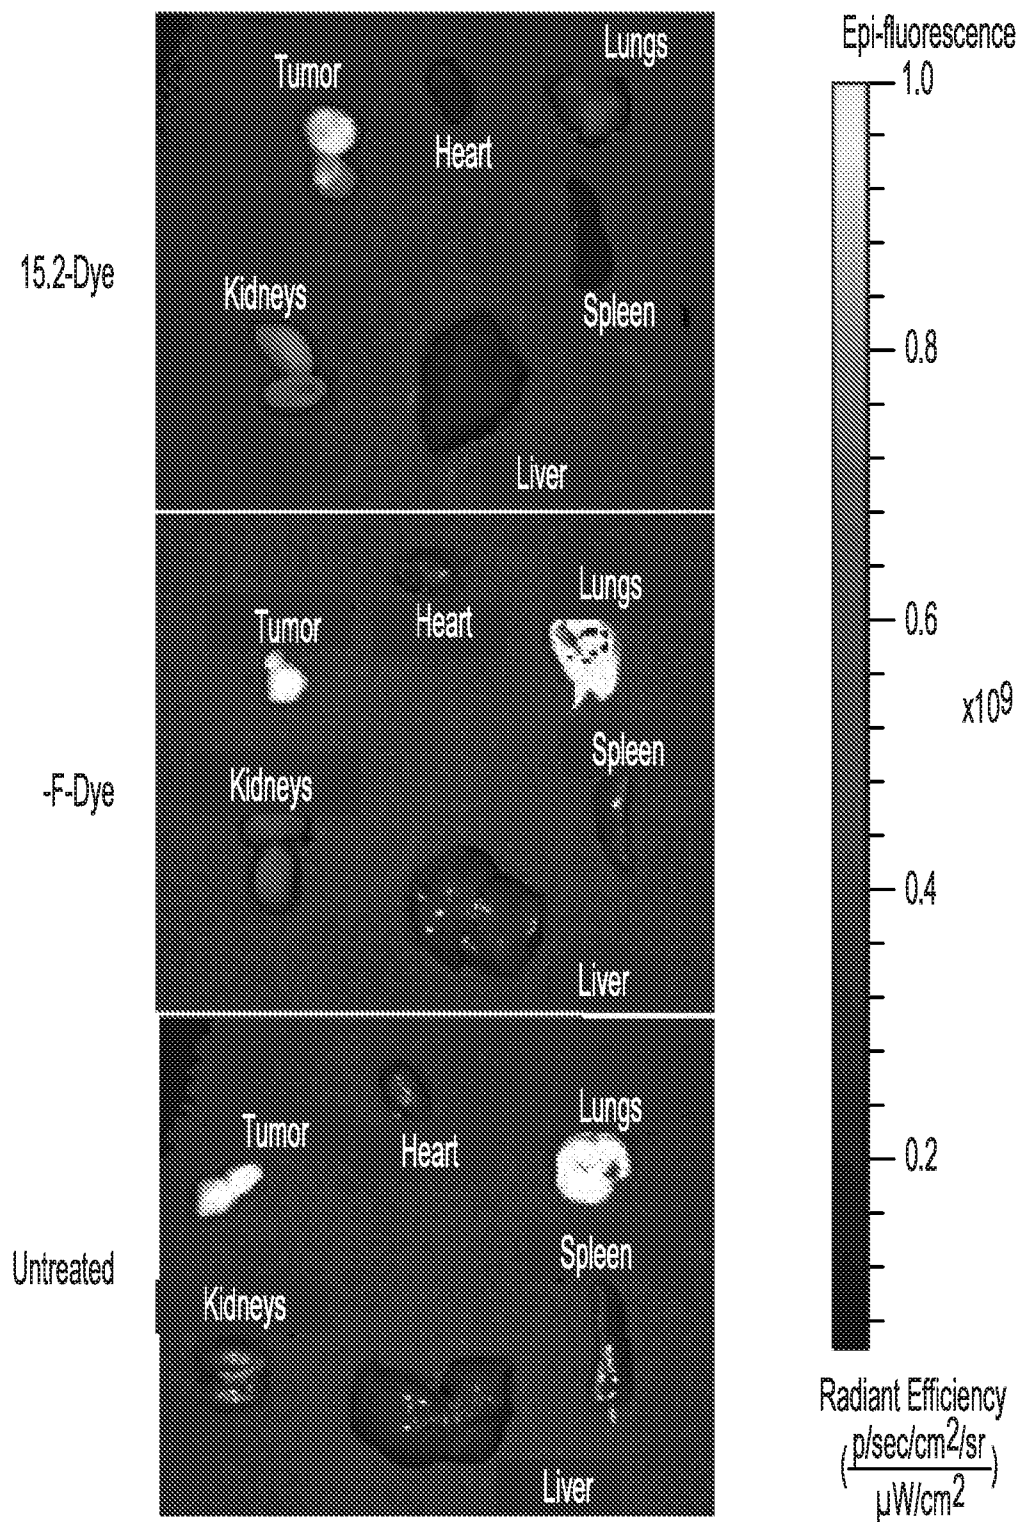 Epi-fluorescence
Tumor
Lungs
Heart
15.2-Dye
Kidneys
Spleen
Liver
Tumor
Heart
Lungs
-F-Dye
Kidneys
Spleen
Liver
Tumor
Heart
Lungs
Untreated
Kidneys
Spleen
Liver
1.0
0.8
0.6
x10⁹
0.4
0.2
Radiant Efficiency
(p/sec/cm²/sr
µW/cm²)